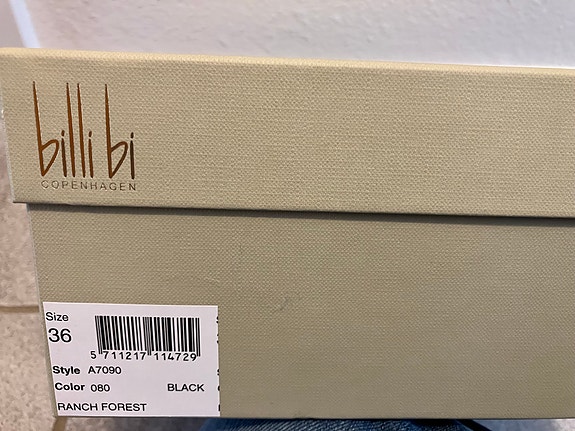 billi bi
COPENHAGEN
Size
36
5 711217 114729
Style A7090
Color 080 BLACK
RANCH FOREST